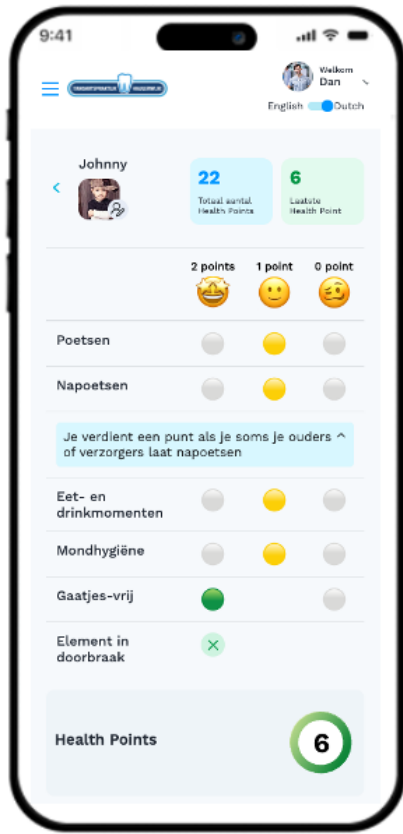 9:41
Welkom
Dan
English Dutch
Johnny
22
Totaal aantal
Health Points
6
Laatste
Health Point
2 points 1 point 0 point
Poetsen
Napoetsen
Je verdient een punt als je soms je ouders
of verzorgers laat napoetsen
Eet- en
drinkmomenten
Mondhygiëne
Gaatjes-vrij
Element in
doorbraak
Health Points
6